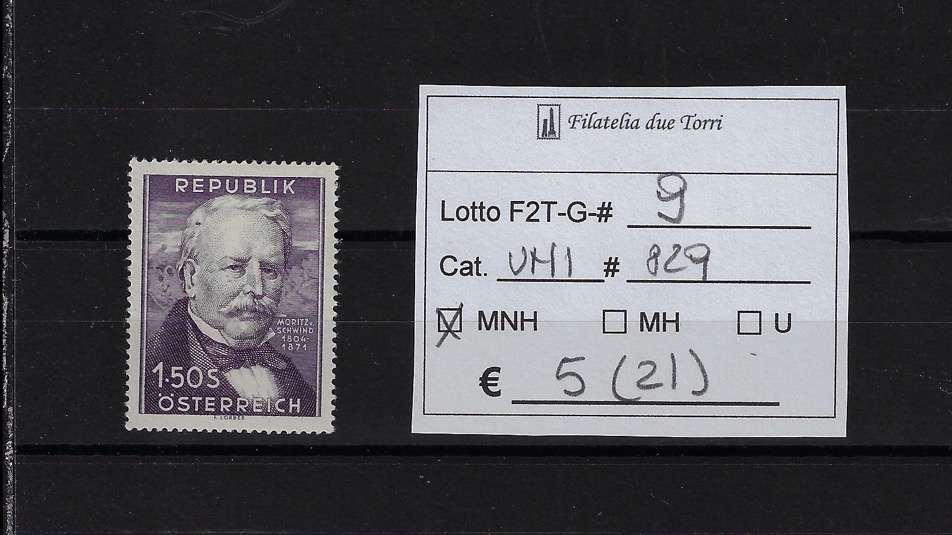 REPUBLIK
MORITZ v.
SCHWIND
1804-
1871
1·50S
ÖSTERREICH
Filatelia due Torri
Lotto F2T-G-# 9
Cat. UM1 # 829
MNH MH U
€ 5 (21)